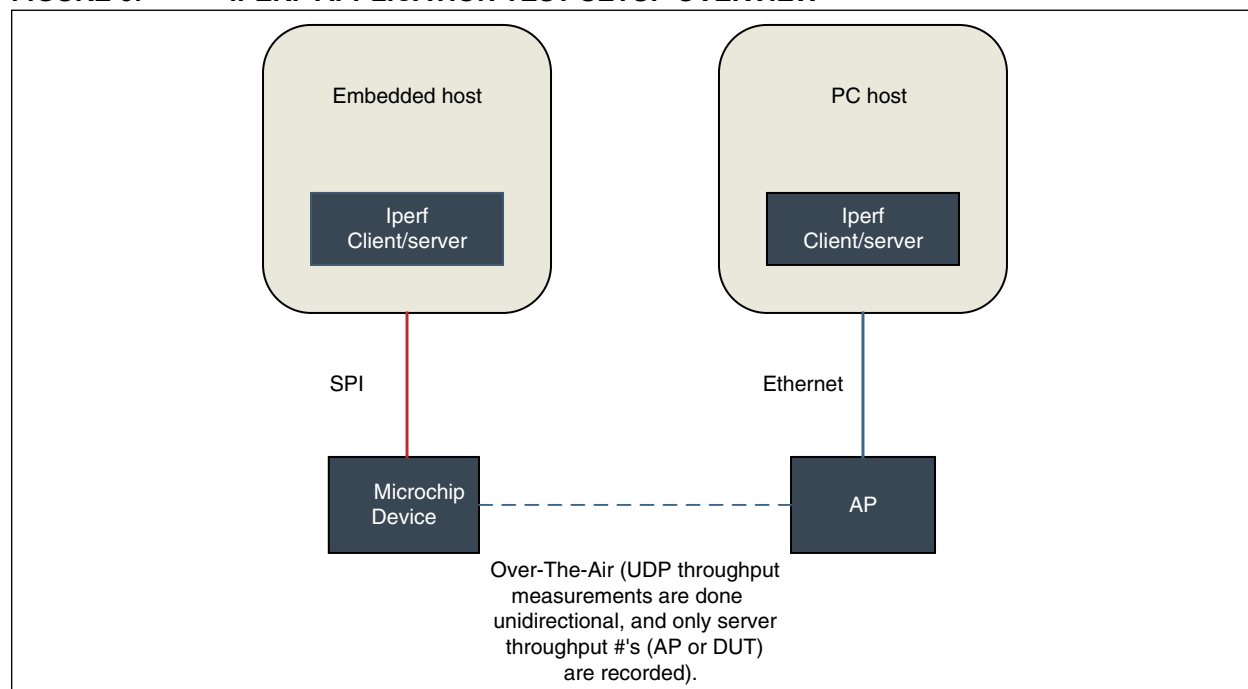 Embedded host
PC host
Iperf
Client/server
Iperf
Client/server
SPI
Ethernet
Microchip
Device
AP
Over-The-Air (UDP throughput
measurements are done
unidirectional, and only server
throughput #'s (AP or DUT)
are recorded).